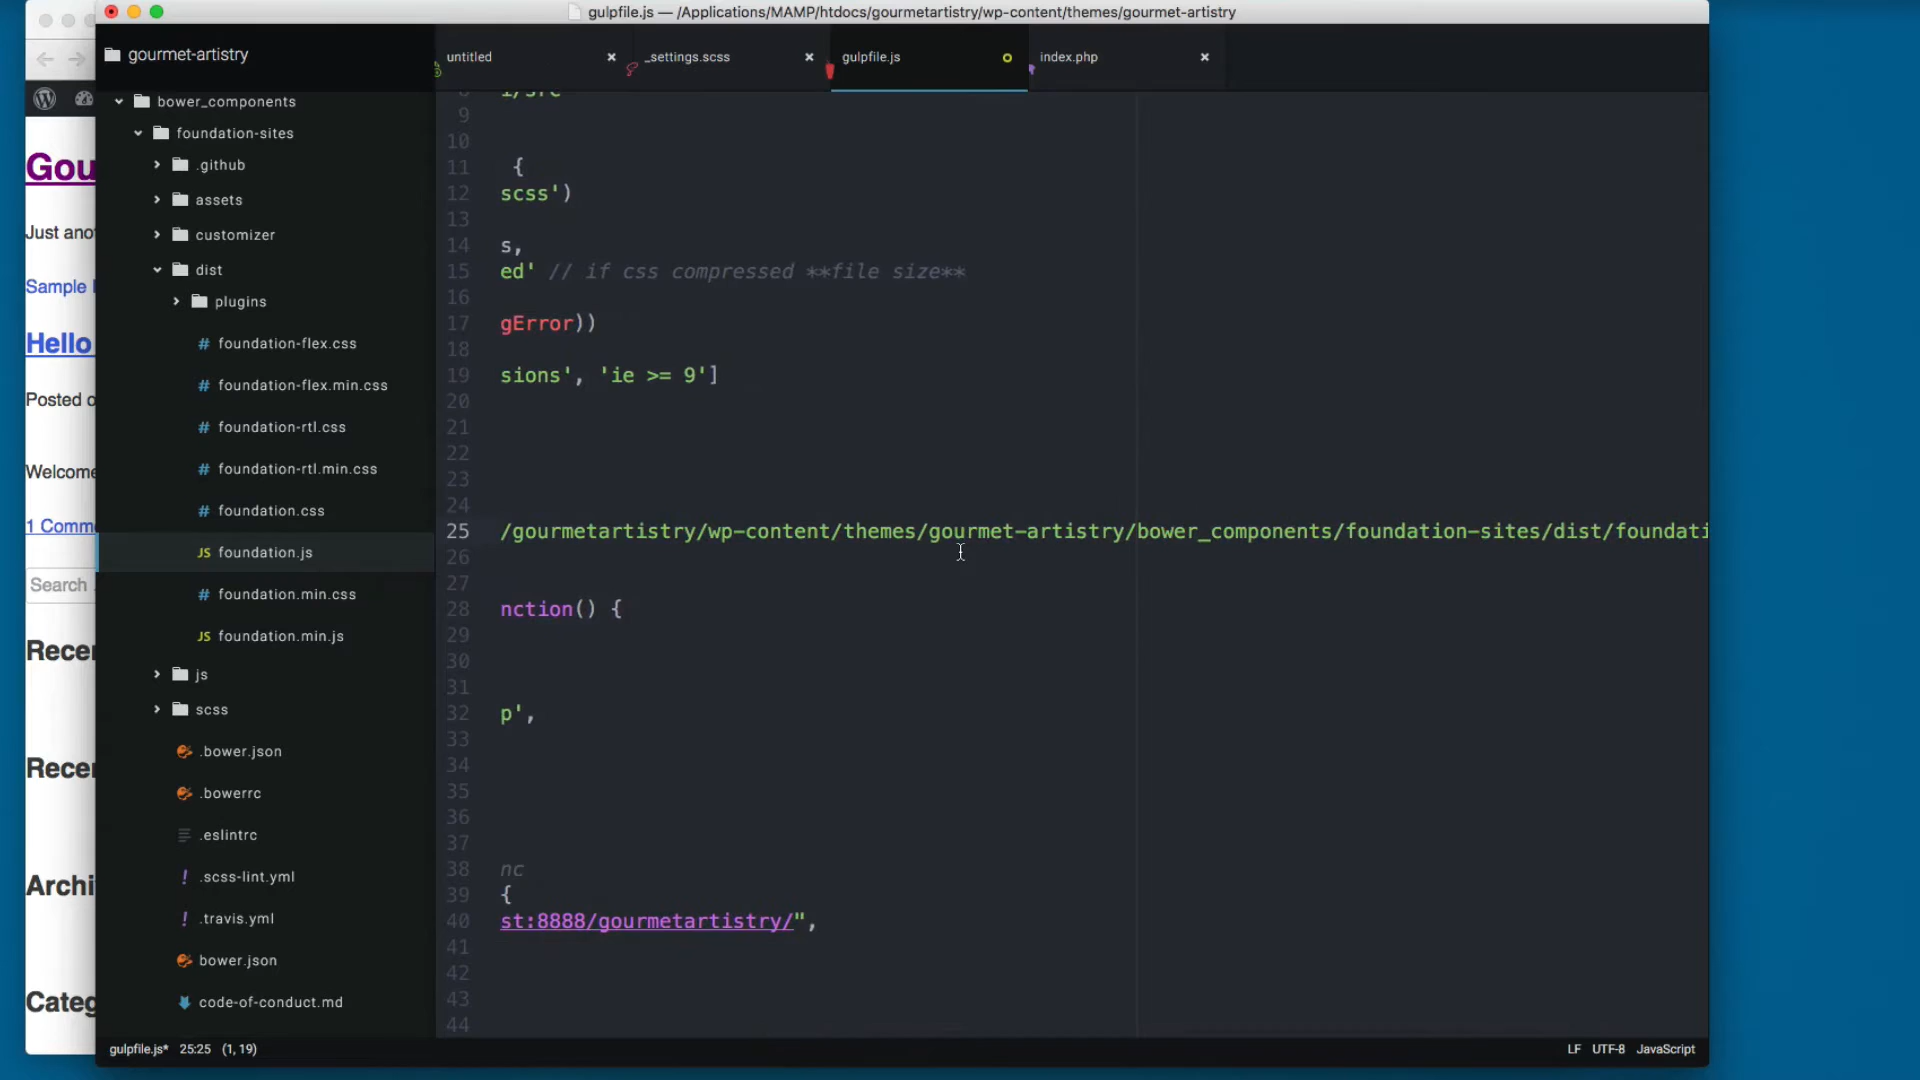 gulpfile.js — /Applications/MAMP/htdocs/gourmetartistry/wp-content/themes/gourmet-artistry
gourmet-artistry
untitled
_settings.scss
gulpfile.js
index.php
bower_components
foundation-sites
.github
assets
customizer
dist
plugins
foundation-flex.css
foundation-flex.min.css
foundation-rtl.css
foundation-rtl.min.css
foundation.css
JS foundation.js
foundation.min.css
JS foundation.min.js
js
scss
.bower.json
.bowerrc
.eslintrc
.scss-lint.yml
.travis.yml
bower.json
code-of-conduct.md
Gou
Just anot
Sample
Hello
Posted o
Welcome
1 Comme
Search
Recen
Recen
Archi
Categ
9
10
11 {
12 scss')
13
14 s,
15 ed' // if css compressed **file size**
16
17 gError))
18
19 sions', 'ie >= 9']
20
21
22
23
24
25 /gourmetartistry/wp-content/themes/gourmet-artistry/bower_components/foundation-sites/dist/foundati
26
27
28 nction() {
29
30
31
32 p',
33
34
35
36
37
38 nc
39 {
40 st:8888/gourmetartistry/",
41
42
43
44
gulpfile.js* 25:25 (1, 19)
LF UTF-8 JavaScript